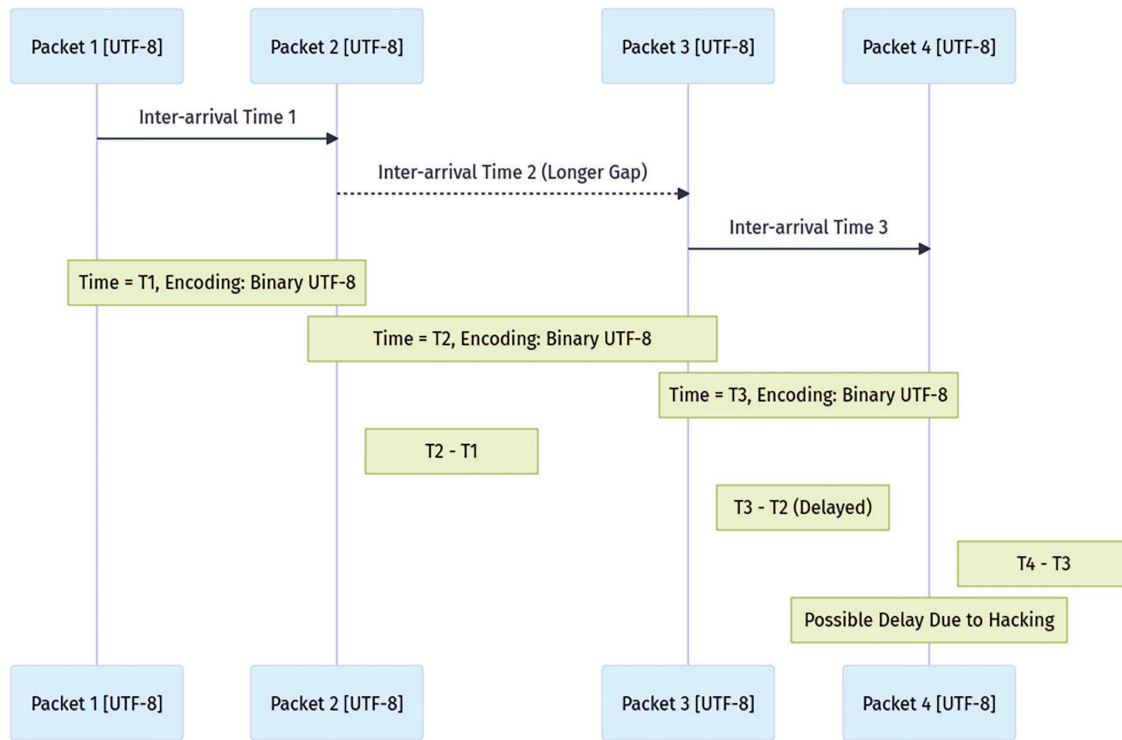 Packet 1 [UTF-8]
Packet 2 [UTF-8]
Packet 3 [UTF-8]
Packet 4 [UTF-8]
Inter-arrival Time 1
Inter-arrival Time 2 (Longer Gap)
Inter-arrival Time 3
Time = T1, Encoding: Binary UTF-8
Time = T2, Encoding: Binary UTF-8
Time = T3, Encoding: Binary UTF-8
T2 - T1
T3 - T2 (Delayed)
T4 - T3
Possible Delay Due to Hacking
Packet 1 [UTF-8]
Packet 2 [UTF-8]
Packet 3 [UTF-8]
Packet 4 [UTF-8]